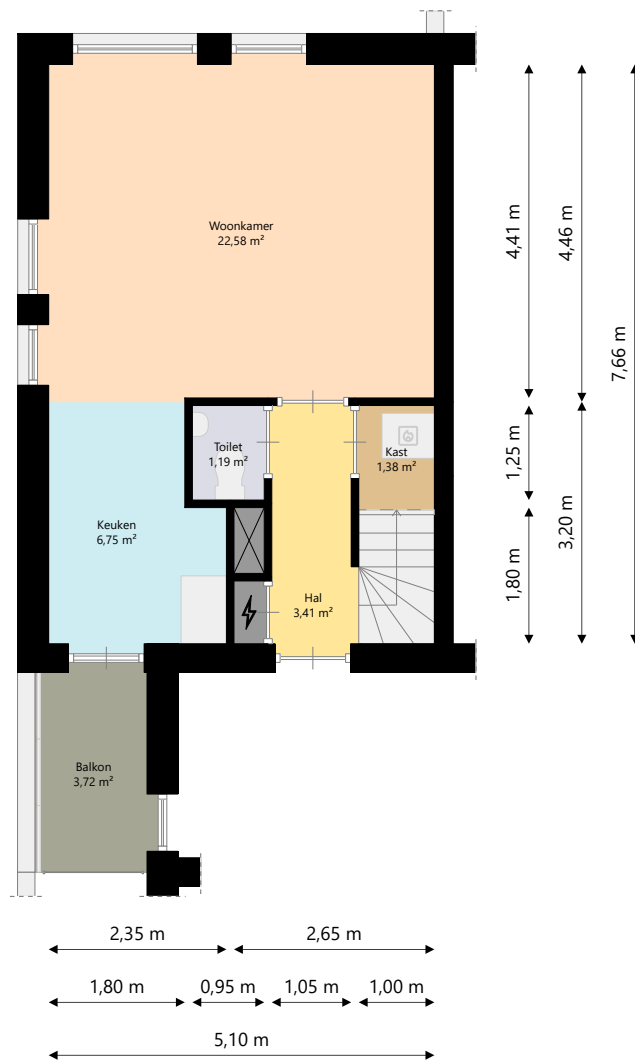 Woonkamer
22,58 m²
4,41 m
4,46 m
7,66 m
Toilet
1,19 m²
Kast
1,38 m²
1,25 m
3,20 m
Keuken
6,75 m²
1,80 m
Hal
3,41 m²
Balkon
3,72 m²
2,35 m
2,65 m
1,80 m
0,95 m
1,05 m
1,00 m
5,10 m